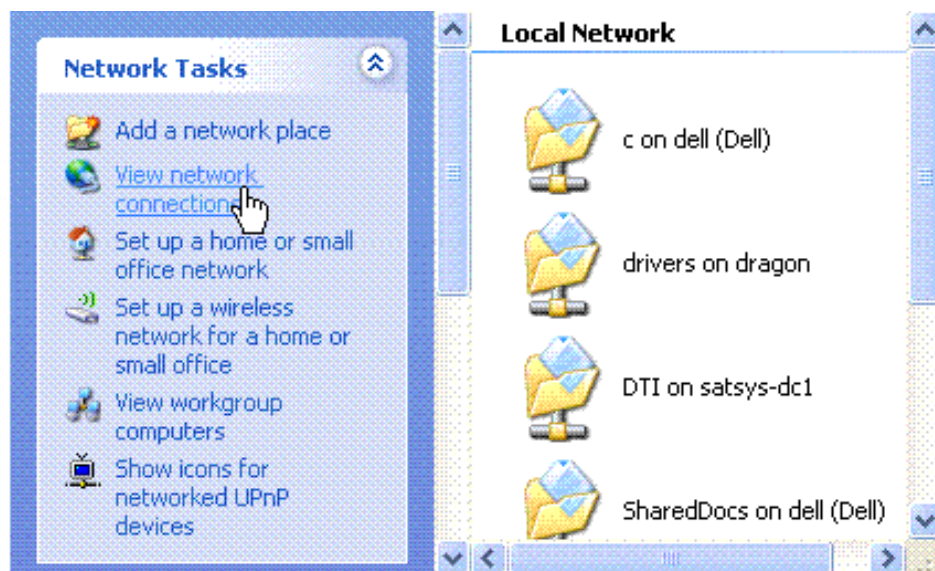 Network Tasks
Add a network place
View network
connection
Set up a home or small
office network
Set up a wireless
network for a home or
small office
View workgroup
computers
Show icons for
networked UPnP
devices
Local Network
c on dell (Dell)
drivers on dragon
DTI on satsys-dc1
SharedDocs on dell (Dell)